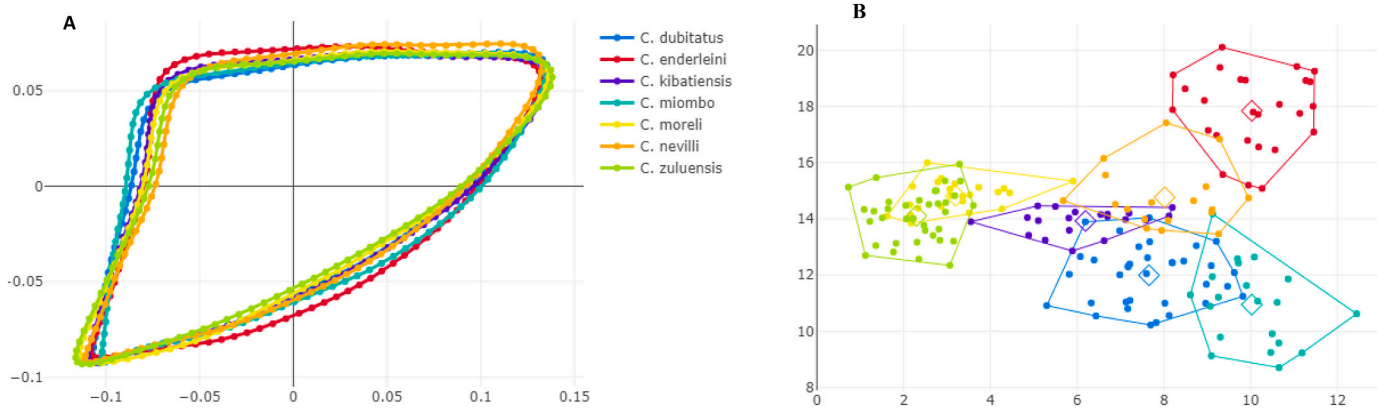 A
0.05
0
−0.05
−0.1
−0.1
−0.05
0
0.05
0.1
0.15
C. dubitatus
C. enderleini
C. kibatiensis
C. miombo
C. moreli
C. nevilli
C. zuluensis
B
20
18
16
14
12
10
8
0
2
4
6
8
10
12